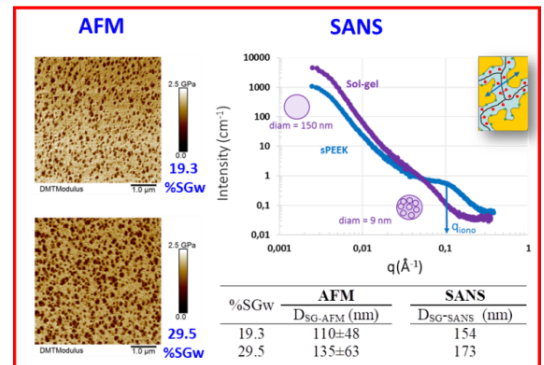 AFM
SANS
2.5 GPa
0.0
DMTModulus
1.0 µm
19.3
%SGw
2.5 GPa
0.0
DMTModulus
1.0 µm
29.5
%SGw
Intensity (cm⁻¹)
10000
1000
100
10
1
0,1
0,01
0,001
0,01
0,1
1
q(Å⁻¹)
Sol-gel
diam = 150 nm
sPEEK
diam = 9 nm
qiono
%SGw AFM SANS
DSG-AFM (nm) DSG-SANS (nm)
19.3 110±48 154
29.5 135±63 173